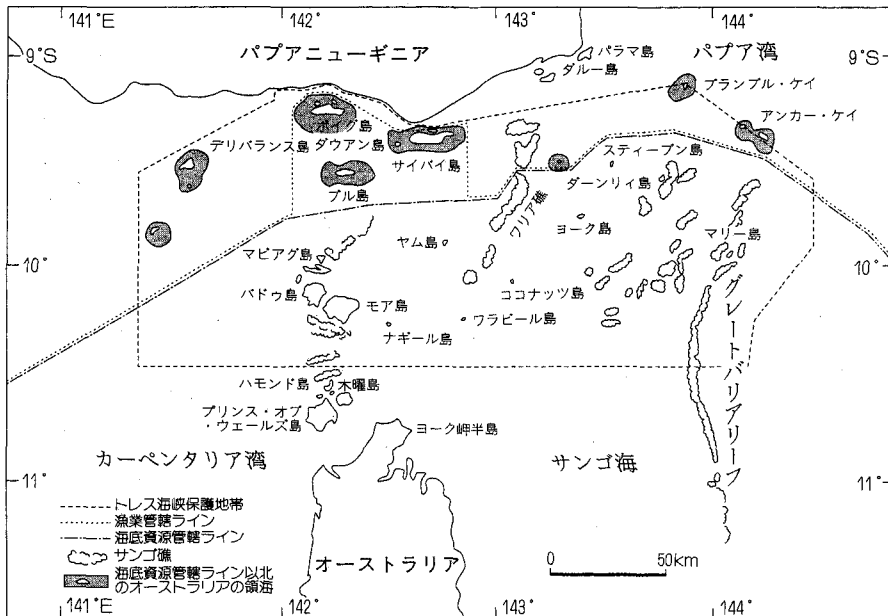 141°E
142°
143°
144°
9°S
9°S
パプアニューギニア
パラマ島
パプア湾
ダルー島
ブランブル・ケイ
アンカー・ケイ
ボイグ島
デリバランス島
ダウアン島
サイバイ島
スティーブン島
ブル島
ダーンリィ島
ワリア礁
ヨーク島
マリー島
ヤム島
マビアグ島
10°
10°
バドゥ島
モア島
ココナッツ島
ワラビール島
ナギール島
グレートバリアリーフ
ハモンド島
木曜島
プリンス・オブ
・ウェールズ島
ヨーク岬半島
カーペンタリア湾
サンゴ海
11°
11°
トレス海峡保護地帯
漁業管轄ライン
海底資源管轄ライン
サンゴ礁
海底資源管轄ライン以北
のオーストラリアの領海
オーストラリア
0
50km
141°
142°
143°
144°